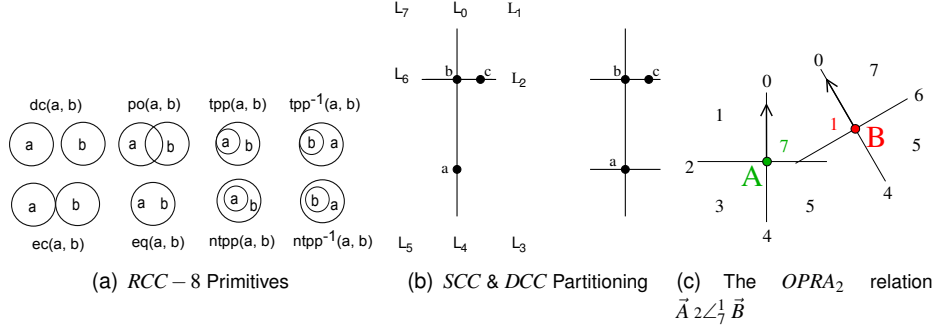 dc(a, b) po(a, b) tpp(a, b) tpp⁻¹(a, b)
a b a b a b b a
a b a b a b b a
ec(a, b) eq(a, b) ntpp(a, b) ntpp⁻¹(a, b)
(a) RCC − 8 Primitives
L₇ L₀ L₁
L₆ b c L₂
a
L₅ L₄ L₃
b c
a
(b) SCC & DCC Partitioning
0
1 7
2 A
3 5
4
0 7
6
1 B 5
4
(c) The OPRA₂ relation
A⃗ ₂∠¹₇ B⃗